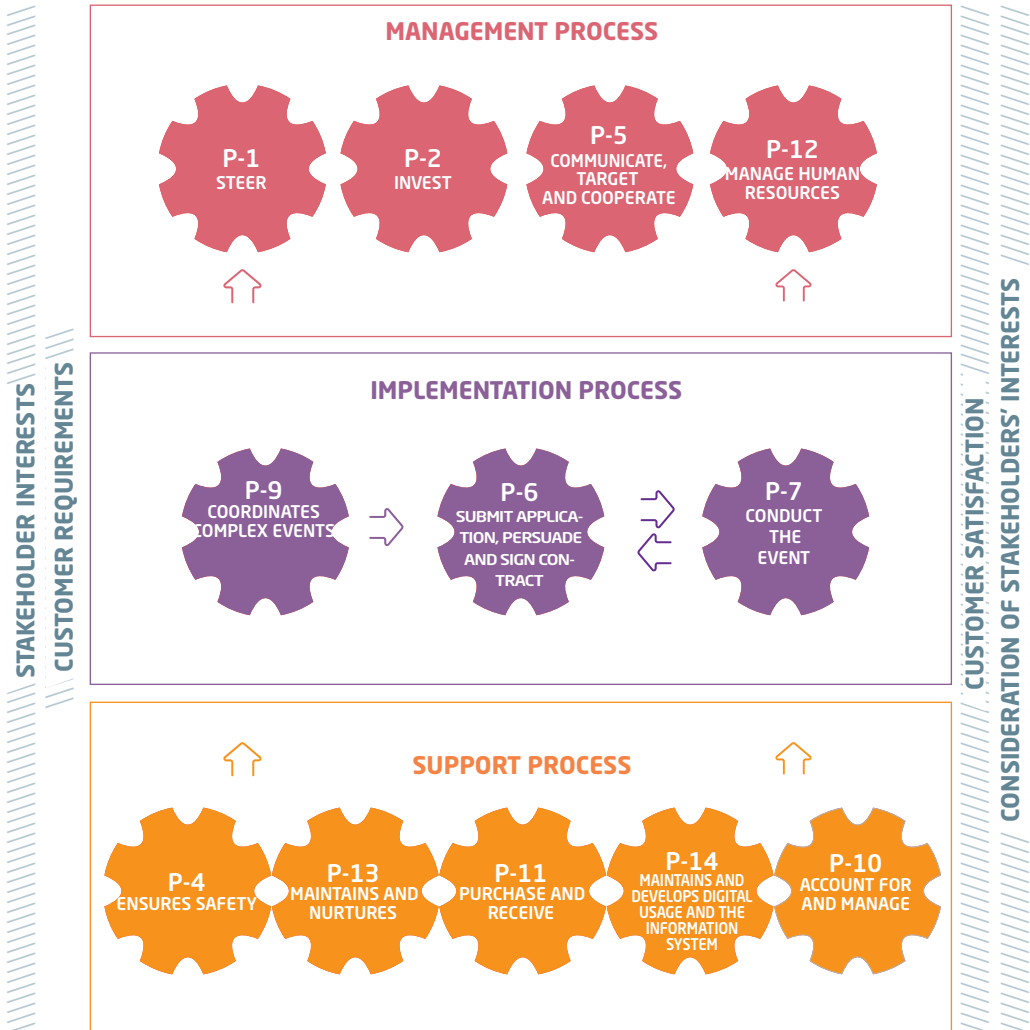 MANAGEMENT PROCESS
P-1
STEER
P-2
INVEST
P-5
COMMUNICATE,
TARGET
AND COOPERATE
P-12
MANAGE HUMAN
RESOURCES
STAKEHOLDER INTERESTS
CUSTOMER REQUIREMENTS
IMPLEMENTATION PROCESS
P-9
COORDINATES
COMPLEX EVENTS
P-6
SUBMIT APPLICA-
TION, PERSUADE
AND SIGN CON-
TRACT
P-7
CONDUCT
THE
EVENT
CUSTOMER SATISFACTION
CONSIDERATION OF STAKEHOLDERS' INTERESTS
SUPPORT PROCESS
P-4
ENSURES SAFETY
P-13
MAINTAINS AND
NURTURES
P-11
PURCHASE AND
RECEIVE
P-14
MAINTAINS AND
DEVELOPS DIGITAL
USAGE AND THE
INFORMATION
SYSTEM
P-10
ACCOUNT FOR
AND MANAGE